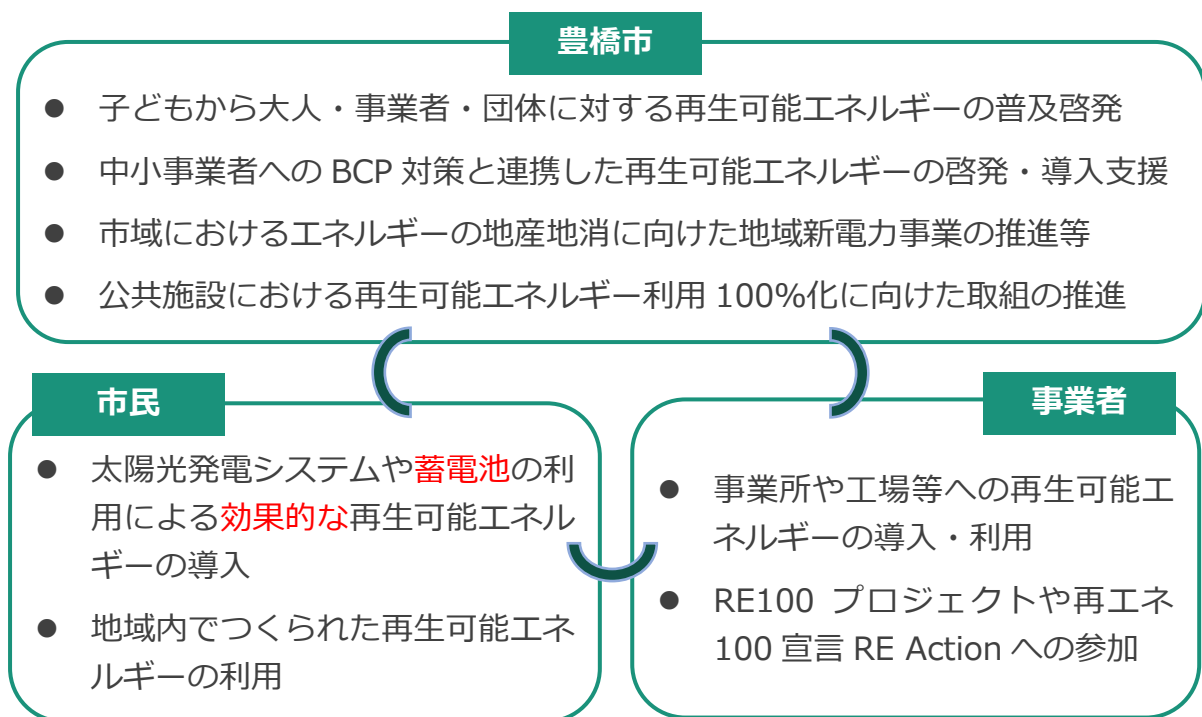 豊橋市
● 子どもから大人・事業者・団体に対する再生可能エネルギーの普及啓発
● 中小事業者への BCP 対策と連携した再生可能エネルギーの啓発・導入支援
● 市域におけるエネルギーの地産地消に向けた地域新電力事業の推進等
● 公共施設における再生可能エネルギー利用 100%化に向けた取組の推進
市民
● 太陽光発電システムや蓄電池の利
用による効果的な再生可能エネル
ギーの導入
● 地域内でつくられた再生可能エネ
ルギーの利用
事業者
● 事業所や工場等への再生可能エ
ネルギーの導入・利用
● RE100 プロジェクトや再エネ
100 宣言 RE Action への参加